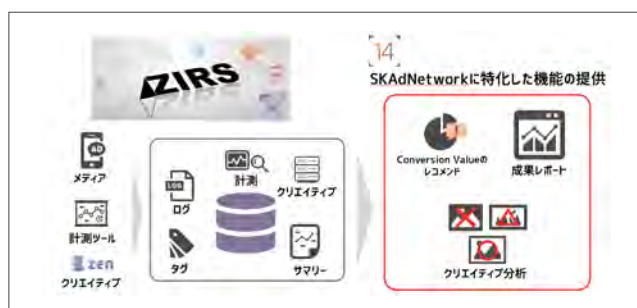 ZIRS
14
SKAdNetworkに特化した機能の提供
AD
メディア
計測ツール
zen
クリエイティブ
LOG
ログ
計測
クリエイティブ
タグ
サマリー
Conversion Valueの
レコメンド
成果レポート
クリエイティブ分析